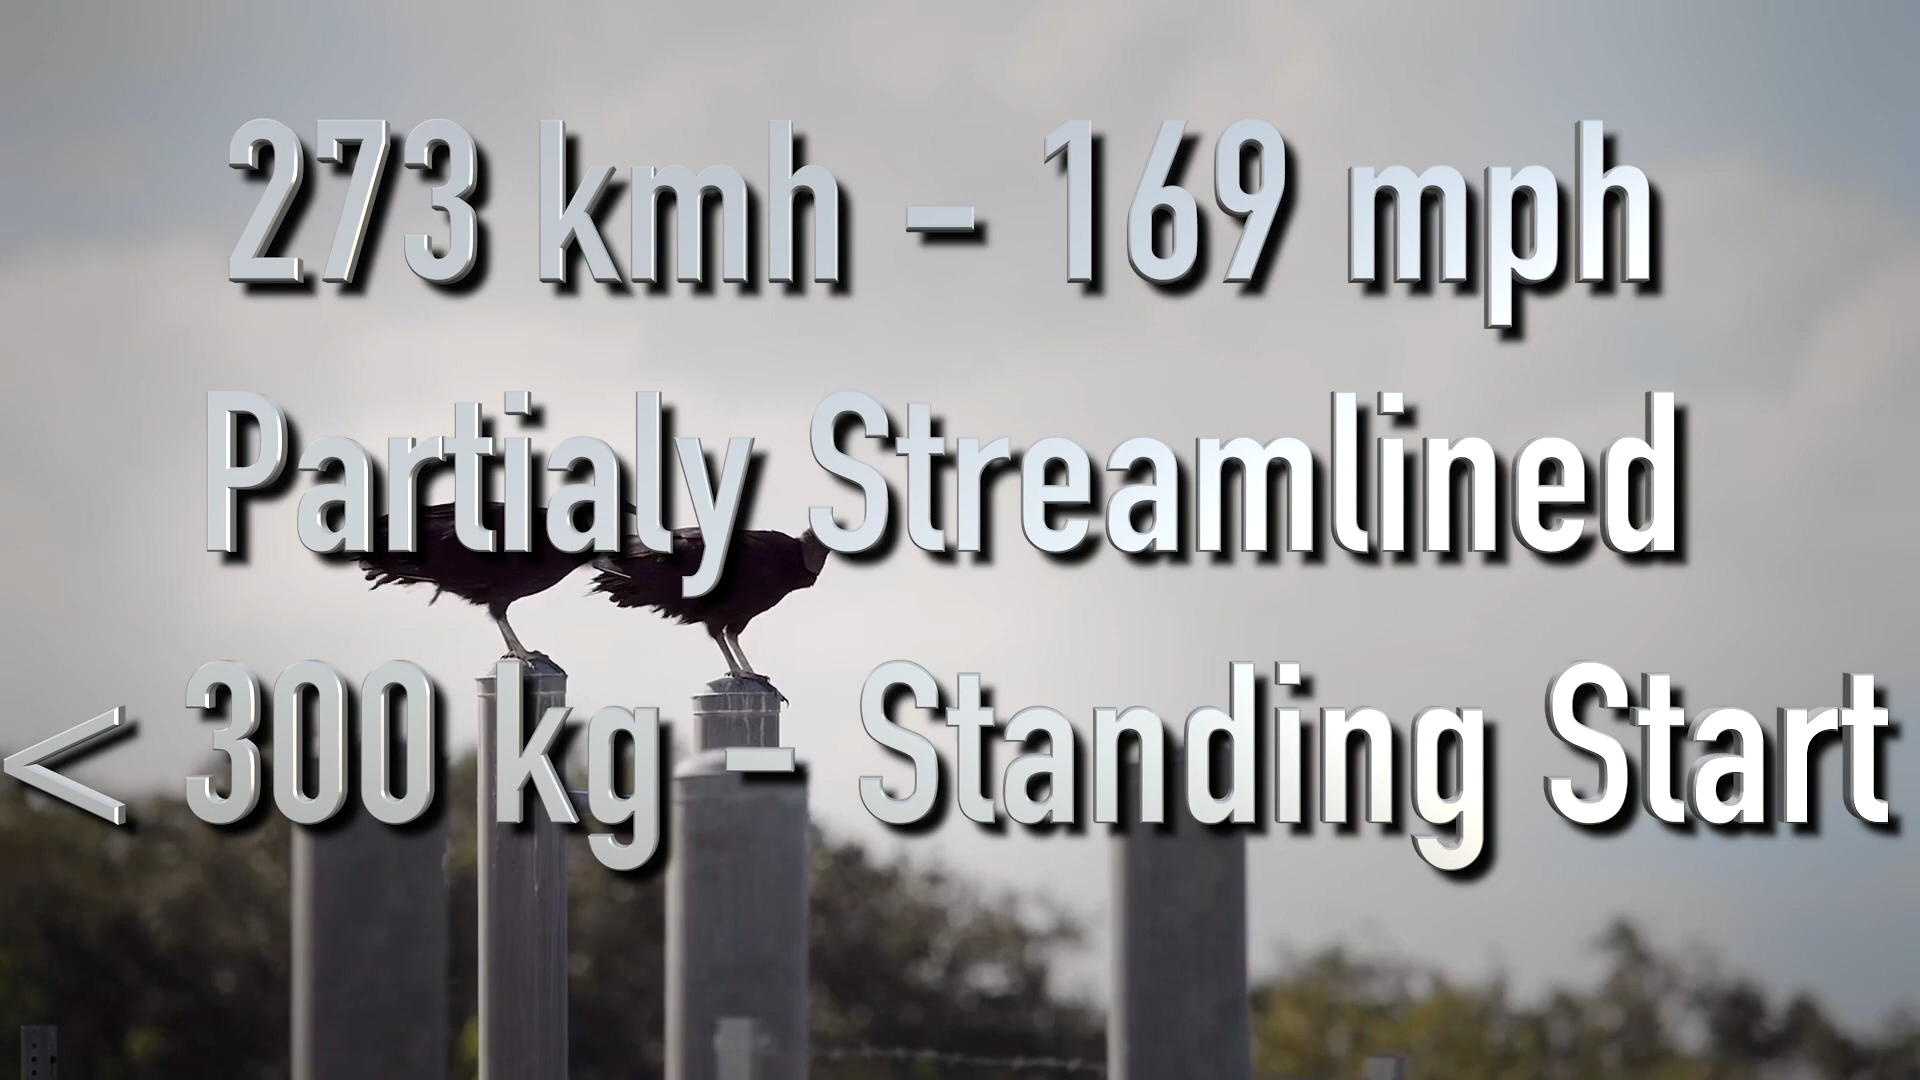 273 kmh – 169 mph
Partialy Streamlined
< 300 kg – Standing Start